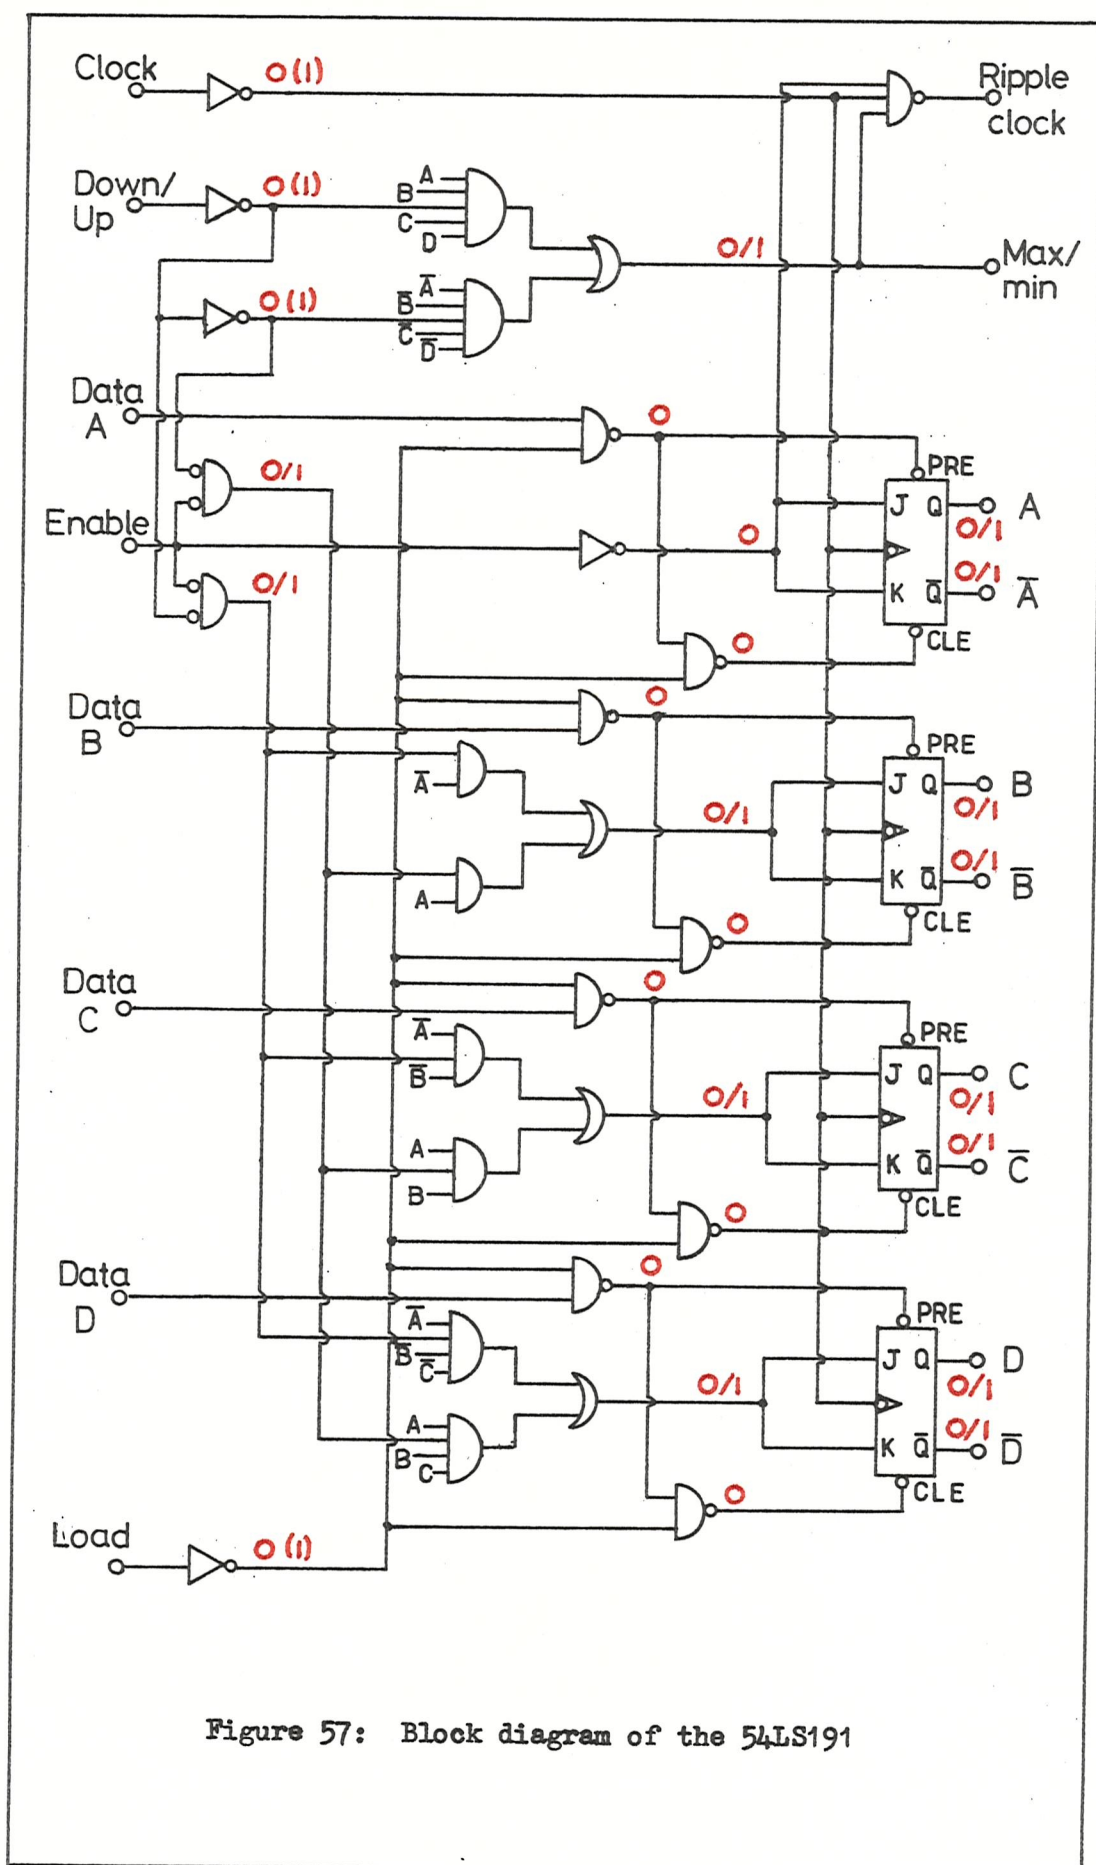 Clock
0(1)
Ripple
clock
Down/
Up
0(1)
A
B
C
D
0/1
Max/
min
0(1)
A̅
B̅
C̅
D̅
Data
A
0
PRE
0/1
J Q
A
Enable
0
0/1
0/1
0/1
K Q̅
A̅
0
CLE
Data
B
0
PRE
A̅
J Q
B
0/1
0/1
0/1
K Q̅
B̅
A
0
CLE
Data
C
0
A̅
PRE
B̅
J Q
C
0/1
0/1
A
0/1
K Q̅
C̅
B
0
CLE
Data
D
0
A̅
PRE
B̅
C̅
J Q
D
0/1
0/1
A
0/1
B
K Q̅
D̅
C
0
CLE
Load
0(1)
Figure 57: Block diagram of the 54LS191